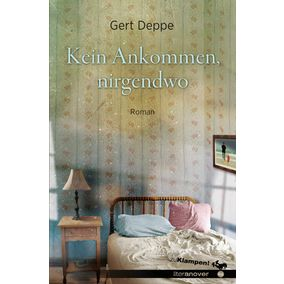 Gert Deppe
Kein Ankommen,
nirgendwo
Roman
zu Klampen!
literanover